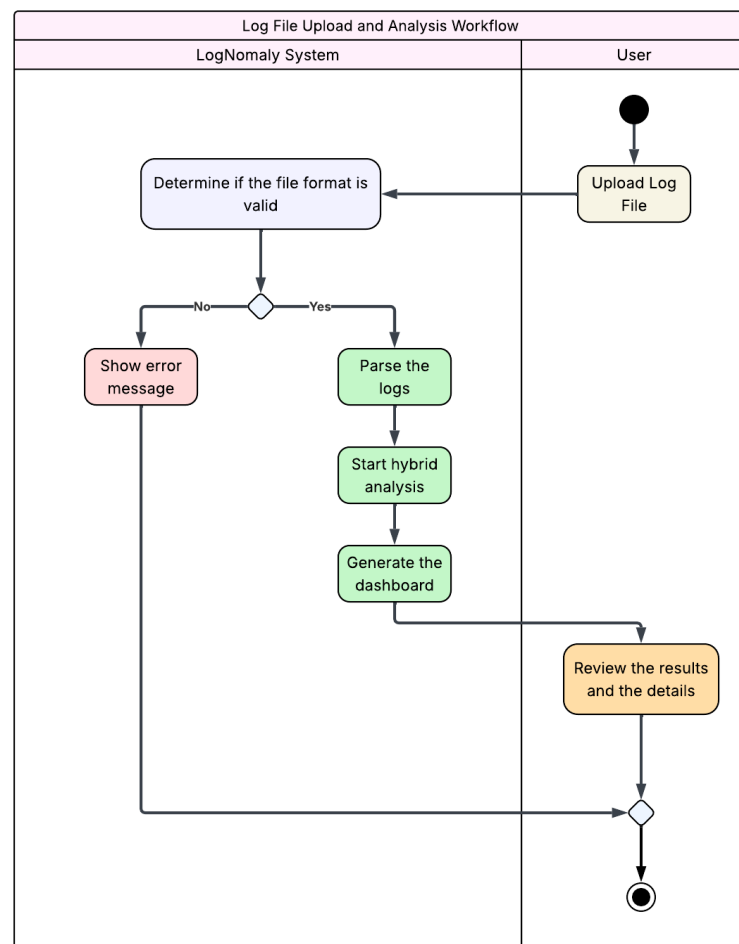 Log File Upload and Analysis Workflow
LogNomaly System
User
Upload Log
File
Determine if the file format is
valid
No
Yes
Show error
message
Parse the
logs
Start hybrid
analysis
Generate the
dashboard
Review the results
and the details